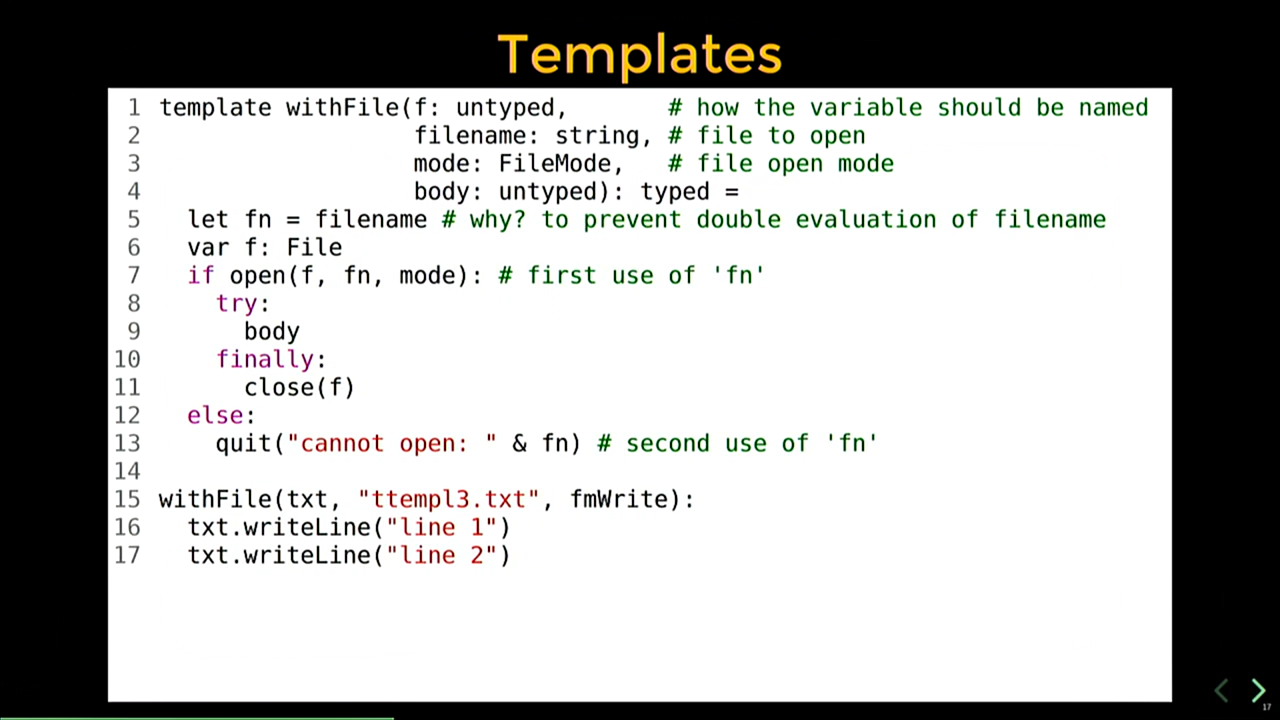 Templates
1 template withFile(f: untyped, # how the variable should be named
2 filename: string, # file to open
3 mode: FileMode, # file open mode
4 body: untyped): typed =
5 let fn = filename # why? to prevent double evaluation of filename
6 var f: File
7 if open(f, fn, mode): # first use of 'fn'
8 try:
9 body
10 finally:
11 close(f)
12 else:
13 quit("cannot open: " & fn) # second use of 'fn'
14
15 withFile(txt, "ttempl3.txt", fmWrite):
16 txt.writeLine("line 1")
17 txt.writeLine("line 2")
17